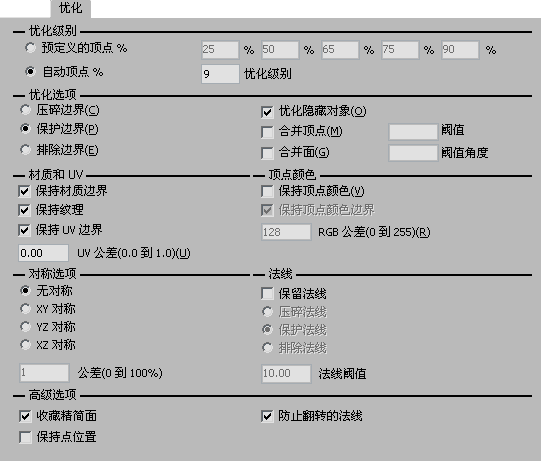 优化
优化级别
预定义的顶点 % 25 % 50 % 65 % 75 % 90 %
自动顶点 % 9 优化级别
优化选项
压碎边界(C) 优化隐藏对象(O)
保护边界(P) 合并顶点(M) 阈值
排除边界(E) 合并面(G) 阈值角度
材质和 UV 顶点颜色
保持材质边界 保持顶点颜色(V)
保持纹理 保持顶点颜色边界
保持 UV 边界 128 RGB 公差(0 到 255)(R)
0.00 UV 公差(0.0 到 1.0)(U)
对称选项 法线
无对称 保留法线
XY 对称 压碎法线
YZ 对称 保护法线
XZ 对称 排除法线
1 公差(0 到 100%) 10.00 法线阈值
高级选项
收藏精简面 防止翻转的法线
保持点位置